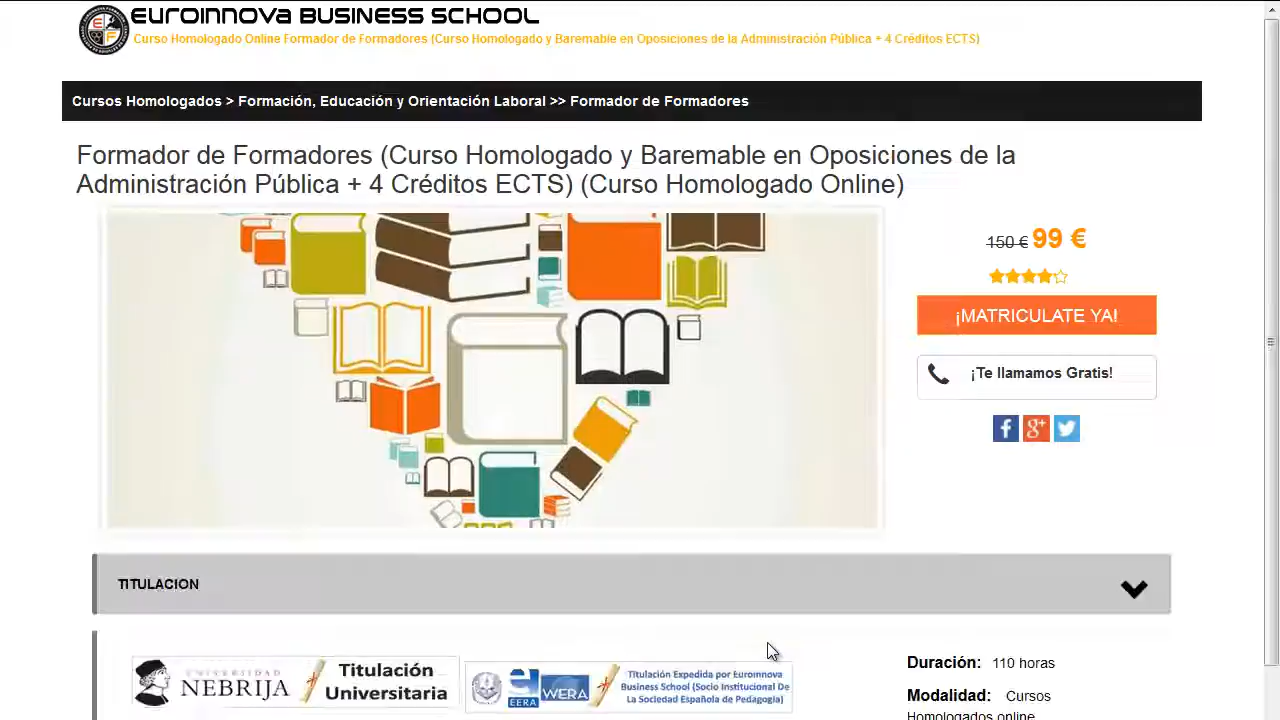 EUROINNOVA BUSINESS SCHOOL
Curso Homologado Online Formador de Formadores (Curso Homologado y Baremable en Oposiciones de la Administración Pública + 4 Créditos ECTS)
Cursos Homologados > Formación, Educación y Orientación Laboral >> Formador de Formadores
Formador de Formadores (Curso Homologado y Baremable en Oposiciones de la
Administración Pública + 4 Créditos ECTS) (Curso Homologado Online)
150 € 99 €
¡MATRICULATE YA!
¡Te llamamos Gratis!
TITULACION
UNIVERSIDAD
NEBRIJA
Titulación
Universitaria
EERA
WERA
Titulación Expedida por Euroinnova
Business School (Socio Institucional De
La Sociedad Española de Pedagogía)
Duración: 110 horas
Modalidad: Cursos
Homologados online